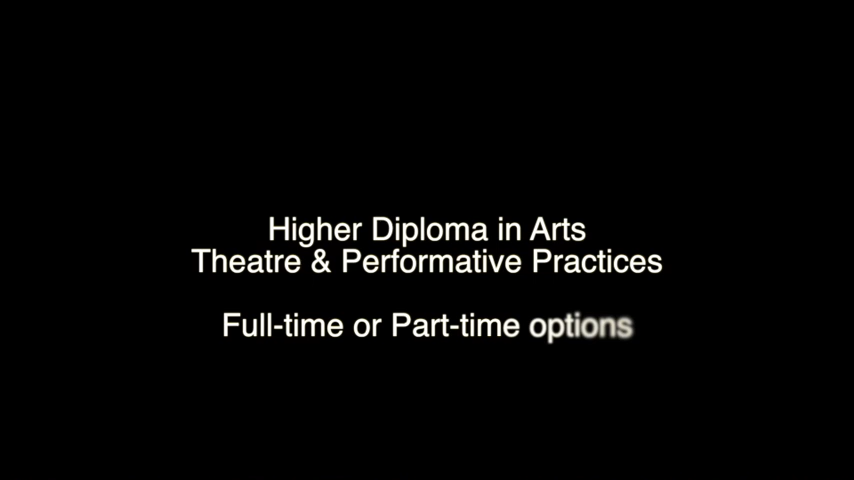 Higher Diploma in Arts
Theatre & Performative Practices
Full-time or Part-time options